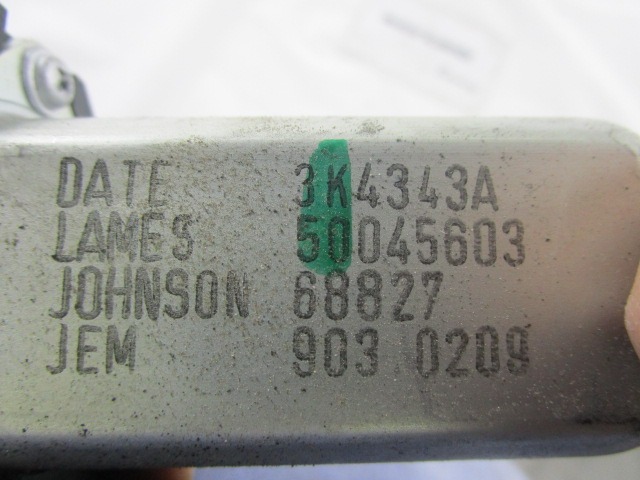 DATE 3K4343A
LAMES 50045603
JOHNSON 68827
JEM 903 0209